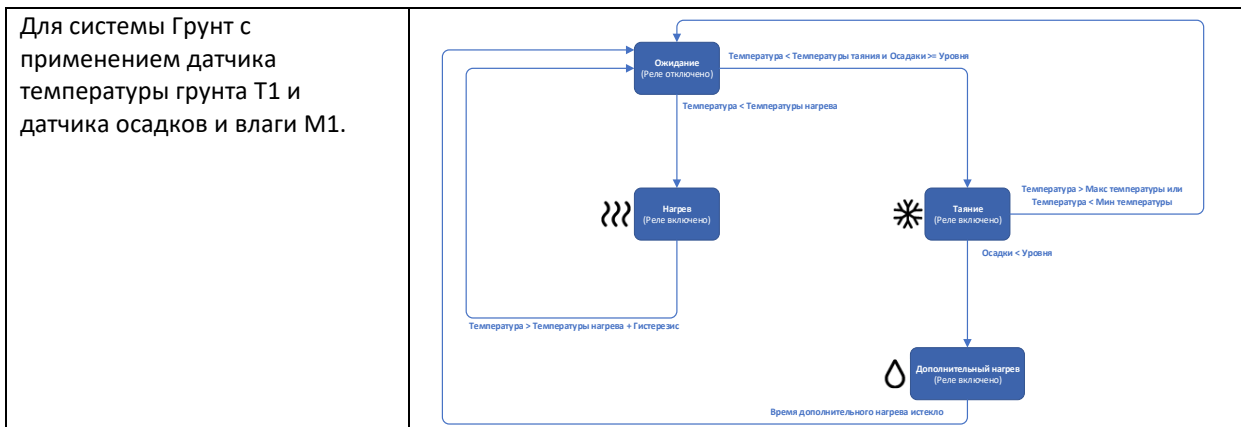 Для системы Грунт с
применением датчика
температуры грунта Т1 и
датчика осадков и влаги М1.
Ожидание
(Реле отключено)
Температура < Температуры таяния и Осадаки >= Уровня
Температура < Температуры нагрева
Нагрев
(Реле включено)
Таяние
(Реле включено)
Температура > Макс температуры или
Температура < Мин температуры
Осадки < Уровня
Температура > Температуры нагрева + Гистерезис
Дополнительный нагрев
(Реле включено)
Время дополнительного нагрева истекло